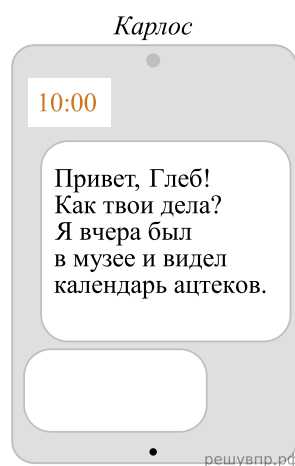 Карлос
10:00
Привет, Глеб!
Как твои дела?
Я вчера был
в музее и видел
календарь ацтеков.
решувпр.рф